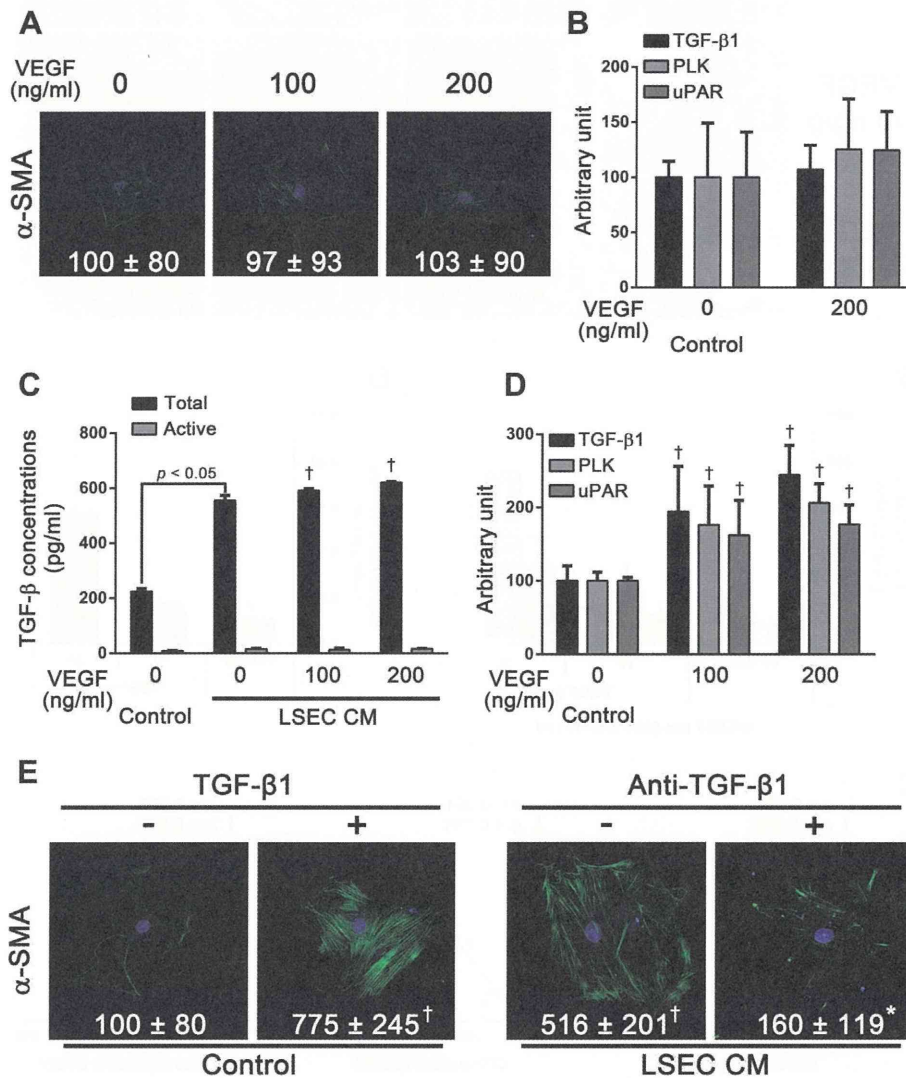 A
VEGF (ng/ml) 0 100 200
α-SMA
100 ± 80 97 ± 93 103 ± 90
B
TGF-β1
PLK
uPAR
Arbitrary unit
200
150
100
50
0
VEGF (ng/ml) 0 200
Control
C
Total
Active
TGF-β concentrations (pg/ml)
800
600
400
200
0
p < 0.05
† †
VEGF (ng/ml) 0 0 100 200
Control LSEC CM
D
TGF-β1
PLK
uPAR
Arbitrary unit
300
200
100
0
† † † † † †
VEGF (ng/ml) 0 100 200
Control
E
TGF-β1 Anti-TGF-β1
- + - +
α-SMA
100 ± 80 775 ± 245† 516 ± 201† 160 ± 119*
Control LSEC CM